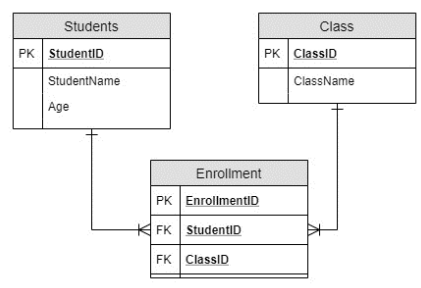 Students
PK StudentID
StudentName
Age
Class
PK ClassID
ClassName
Enrollment
PK EnrollmentID
FK StudentID
FK ClassID